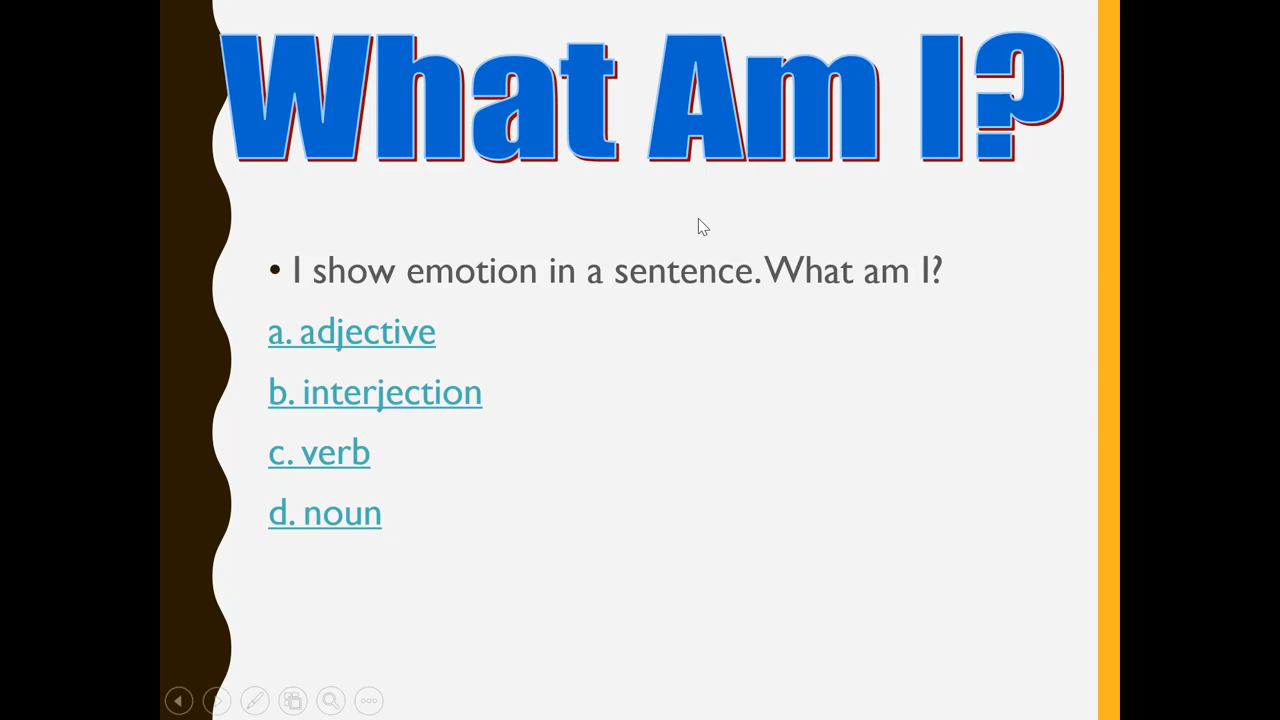 What Am I?
• I show emotion in a sentence. What am I?
a. adjective
b. interjection
c. verb
d. noun